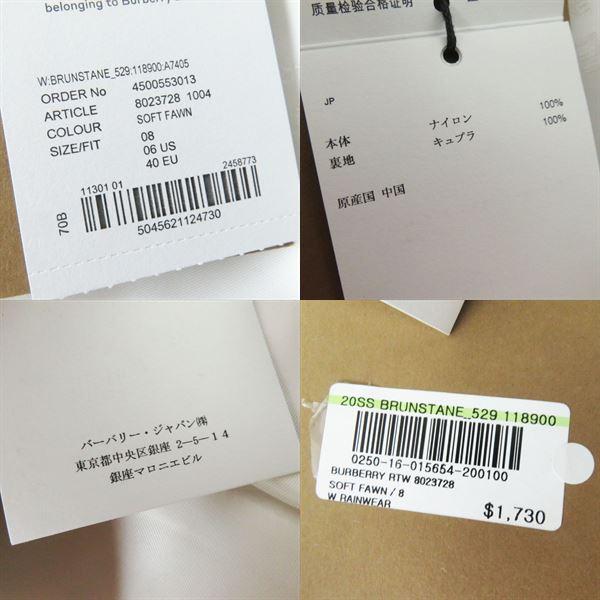 belonging to Burber
W:BRUNSTANE_529:118900:A7405
ORDER No 4500553013
ARTICLE 8023728 1004
COLOUR SOFT FAWN
SIZE/FIT 08
06 US
40 EU
2458773
11301 01
70B
5045621124730
质量检验合格证明
JP
本体 ナイロン 100%
裏地 キュプラ 100%
原産国 中国
バーバリー・ジャパン㈱
東京都中央区銀座 2-5-14
銀座マロニエビル
20SS BRUNSTANE_529 118900
0250-16-015654-200100
BURBERRY RTW 8023728
SOFT FAWN / 8
W RAINWEAR
$1,730